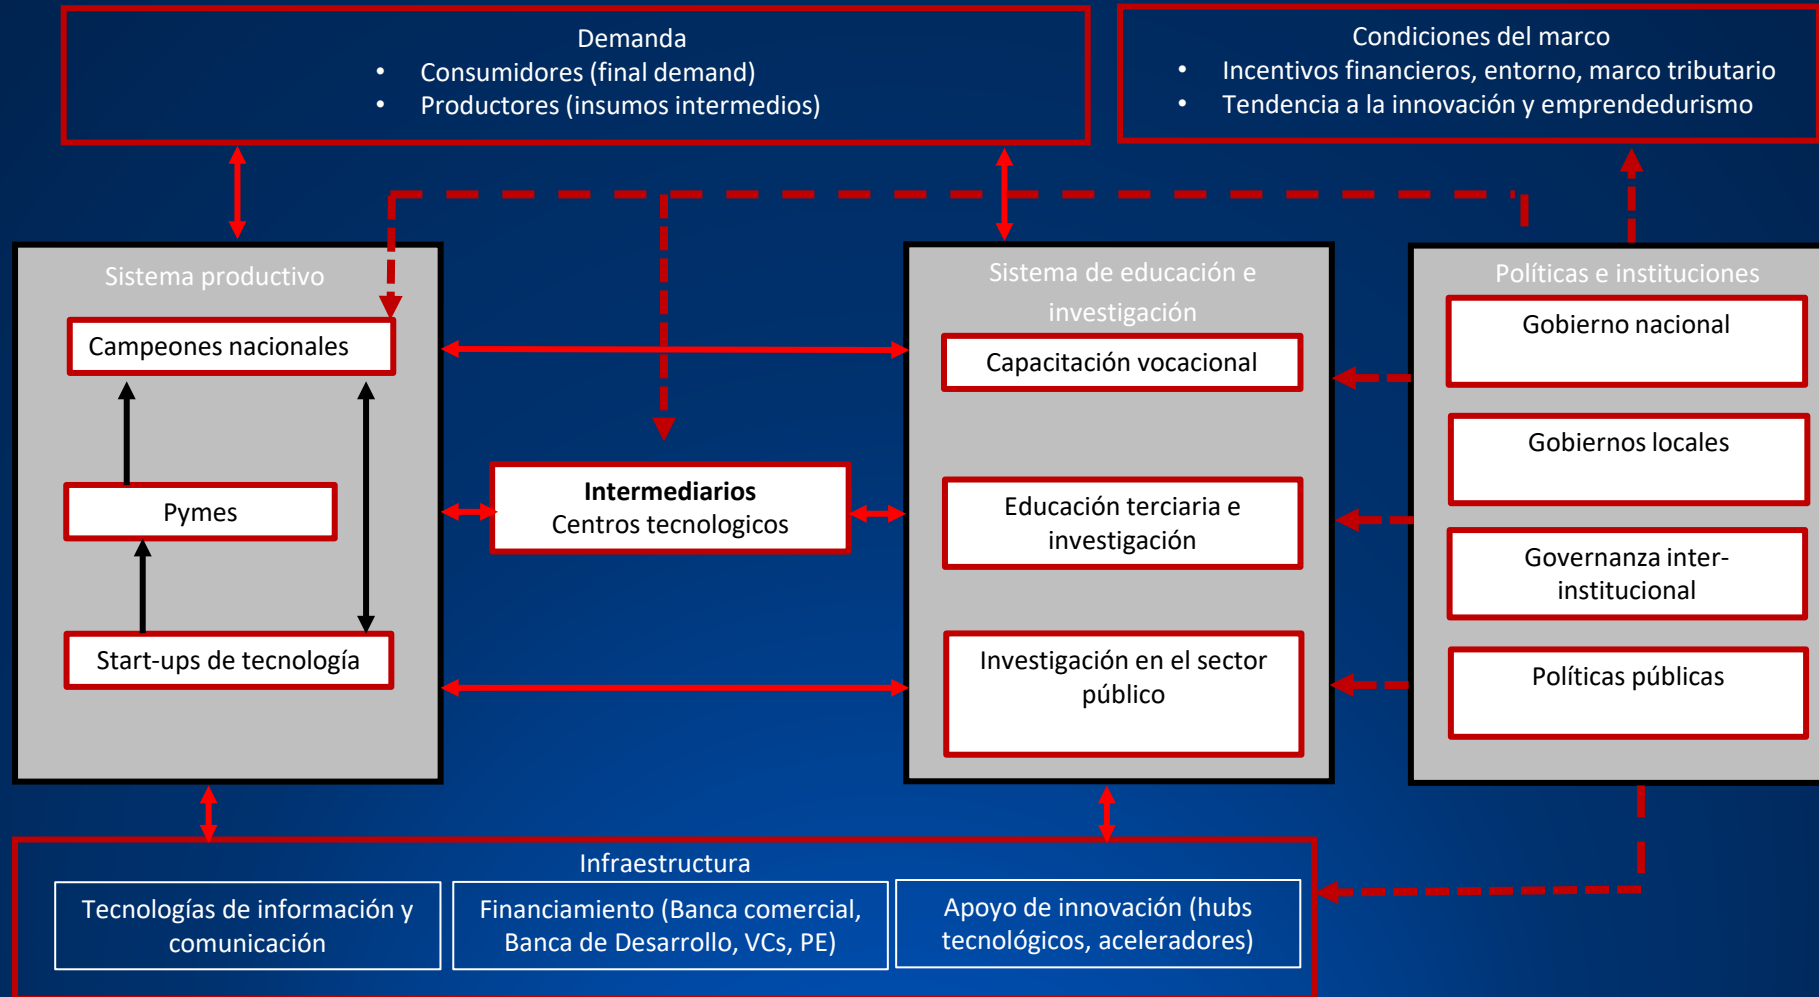 Demanda
• Consumidores (final demand)
• Productores (insumos intermedios)
Condiciones del marco
• Incentivos financieros, entorno, marco tributario
• Tendencia a la innovación y emprendedurismo
Sistema productivo
Campeones nacionales
Pymes
Start-ups de tecnología
Intermediarios
Centros tecnologicos
Sistema de educación e
investigación
Capacitación vocacional
Educación terciaria e
investigación
Investigación en el sector
público
Políticas e instituciones
Gobierno nacional
Gobiernos locales
Governanza inter-
institucional
Políticas públicas
Infraestructura
Tecnologías de información y
comunicación
Financiamiento (Banca comercial,
Banca de Desarrollo, VCs, PE)
Apoyo de innovación (hubs
tecnológicos, aceleradores)